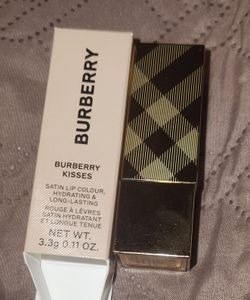 BURBERRY
BURBERRY
KISSES
SATIN LIP COLOUR,
HYDRATING &
LONG-LASTING
ROUGE À LÈVRES
SATIN HYDRATANT
ET LONGUE TENUE
NET WT.
3.3g 0.11 OZ.